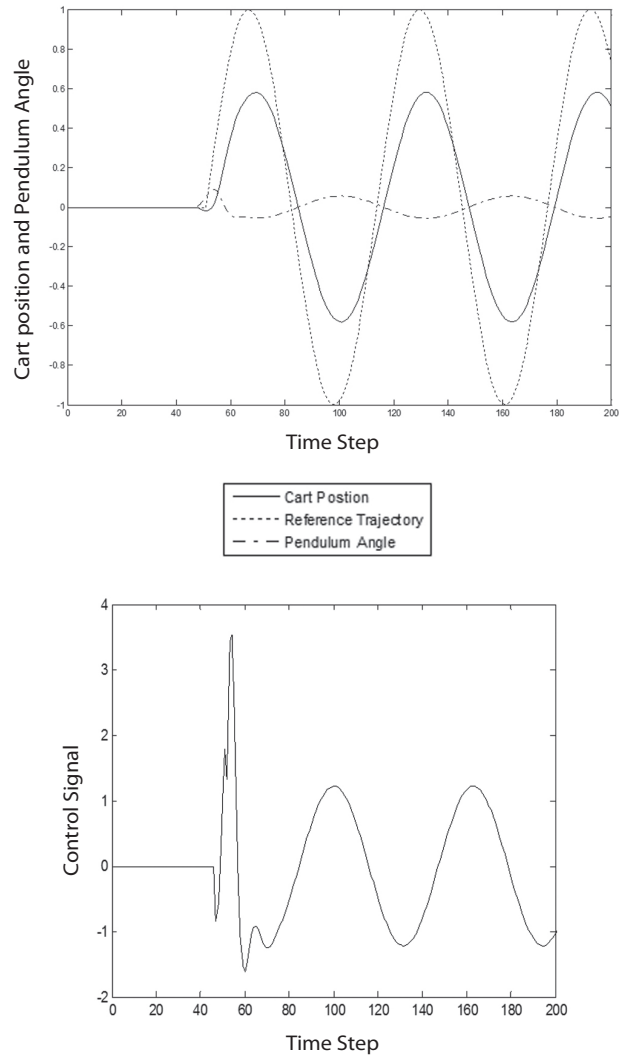 Cart position and Pendulum Angle
1
0.8
0.6
0.4
0.2
0
-0.2
-0.4
-0.6
-0.8
-1
0 20 40 60 80 100 120 140 160 180 200
Time Step
Cart Postion
Reference Trajectory
Pendulum Angle
Control Signal
4
3
2
1
0
-1
-2
0 20 40 60 80 100 120 140 160 180 200
Time Step